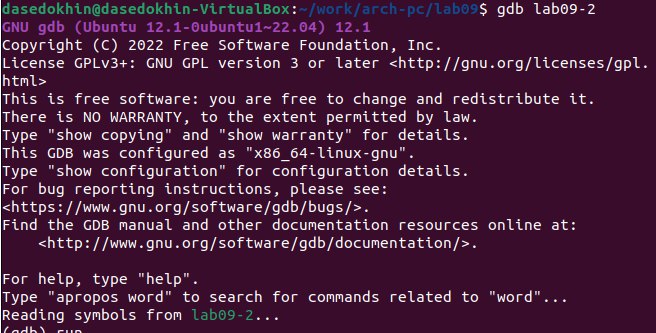 dasedokhin@dasedokhin-VirtualBox:~/work/arch-pc/lab09$ gdb lab09-2
GNU gdb (Ubuntu 12.1-0ubuntu1~22.04) 12.1
Copyright (C) 2022 Free Software Foundation, Inc.
License GPLv3+: GNU GPL version 3 or later <http://gnu.org/licenses/gpl.
html>
This is free software: you are free to change and redistribute it.
There is NO WARRANTY, to the extent permitted by law.
Type "show copying" and "show warranty" for details.
This GDB was configured as "x86_64-linux-gnu".
Type "show configuration" for configuration details.
For bug reporting instructions, please see:
<https://www.gnu.org/software/gdb/bugs/>.
Find the GDB manual and other documentation resources online at:
    <http://www.gnu.org/software/gdb/documentation/>.

For help, type "help".
Type "apropos word" to search for commands related to "word"...
Reading symbols from lab09-2...
(gdb) run